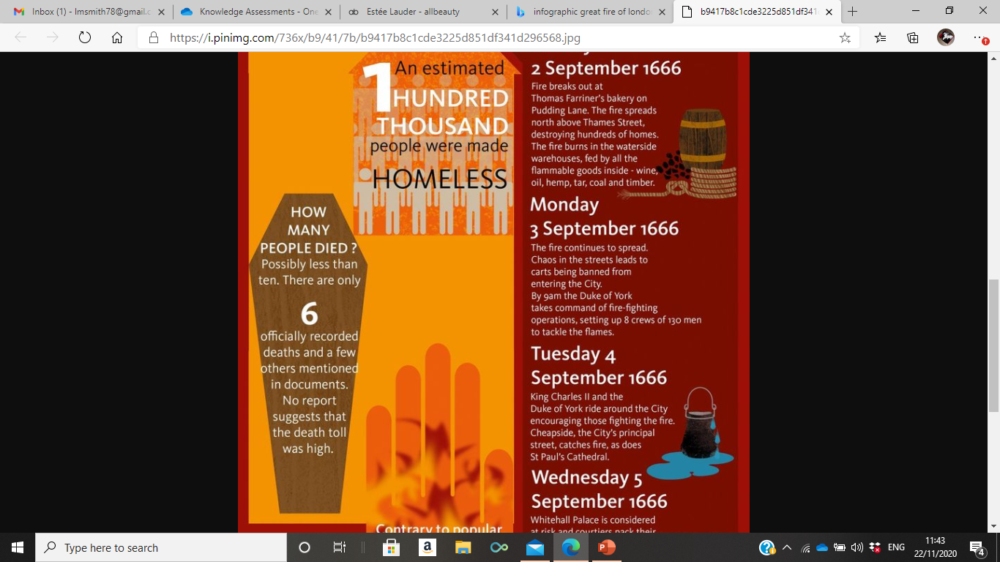 Inbox (1) - lmsmith78@gmail.c
Knowledge Assessments - One
Estée Lauder - allbeauty
infographic great fire of londo
b9417b8c1cde3225d851df341
https://i.pinimg.com/736x/b9/41/7b/b9417b8c1cde3225d851df341d296568.jpg
1 An estimated
HUNDRED
THOUSAND
people were made
HOMELESS
HOW
MANY
PEOPLE DIED ?
Possibly less than
ten. There are only
6
officially recorded
deaths and a few
others mentioned
in documents.
No report
suggests that
the death toll
was high.
Contrary to popular
2 September 1666
Fire breaks out at
Thomas Farriner's bakery on
Pudding Lane. The fire spreads
north above Thames Street,
destroying hundreds of homes.
The fire burns in the waterside
warehouses, fed by all the
flammable goods inside - wine,
oil, hemp, tar, coal and timber.
Monday
3 September 1666
The fire continues to spread.
Chaos in the streets leads to
carts being banned from
entering the City.
By 9am the Duke of York
takes command of fire-fighting
operations, setting up 8 crews of 130 men
to tackle the flames.
Tuesday 4
September 1666
King Charles II and the
Duke of York ride around the City
encouraging those fighting the fire.
Cheapside, the City's principal
street, catches fire, as does
St Paul's Cathedral.
Wednesday 5
September 1666
Whitehall Palace is considered
at risk and courtiers pack their
Type here to search
ENG
11:43
22/11/2020
4